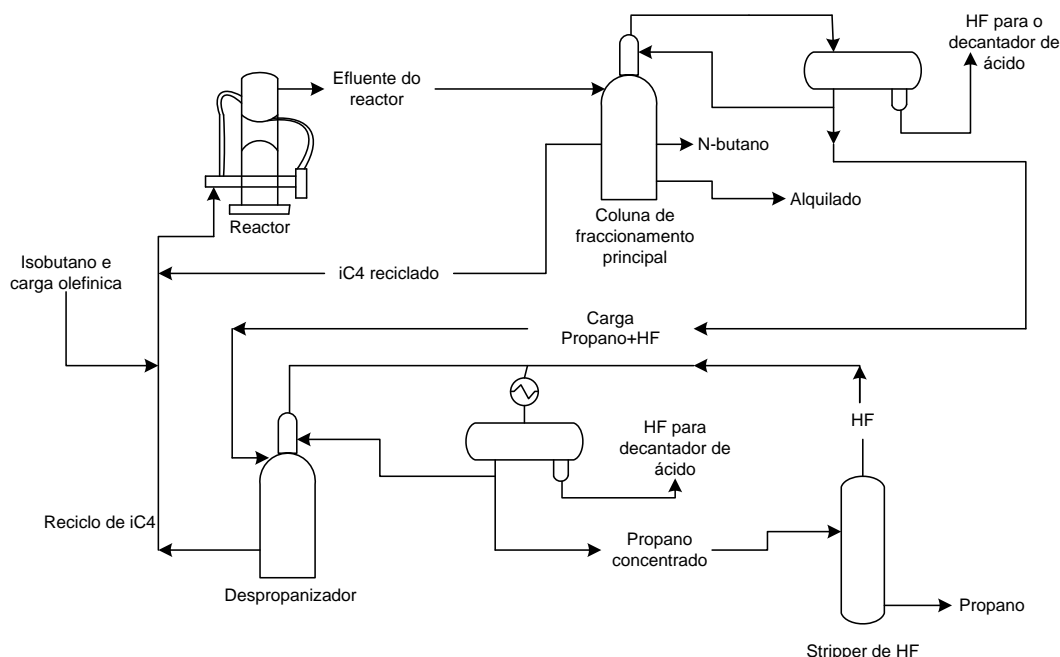 HF para o
decantador de
ácido
Efluente do
reactor
N-butano
Alquilado
Reactor
Coluna de
fraccionamento
principal
Isobutano e
carga olefinica
iC4 reciclado
Carga
Propano+HF
HF
HF para
decantador de
ácido
Reciclo de iC4
Propano
concentrado
Despropanizador
Propano
Stripper de HF